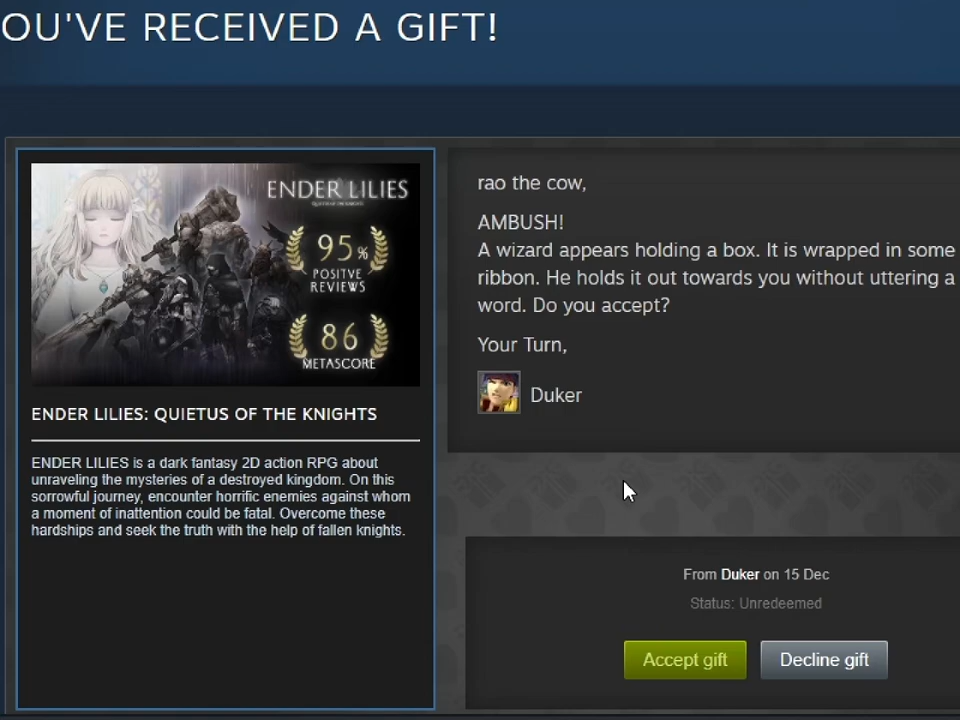 OU'VE RECEIVED A GIFT!
ENDER LILIES
95%
POSITVE
REVIEWS
86
METASCORE
ENDER LILIES: QUIETUS OF THE KNIGHTS
ENDER LILIES is a dark fantasy 2D action RPG about
unraveling the mysteries of a destroyed kingdom. On this
sorrowful journey, encounter horrific enemies against whom
a moment of inattention could be fatal. Overcome these
hardships and seek the truth with the help of fallen knights.
rao the cow,
AMBUSH!
A wizard appears holding a box. It is wrapped in some
ribbon. He holds it out towards you without uttering a
word. Do you accept?
Your Turn,
Duker
From Duker on 15 Dec
Status: Unredeemed
Accept gift
Decline gift